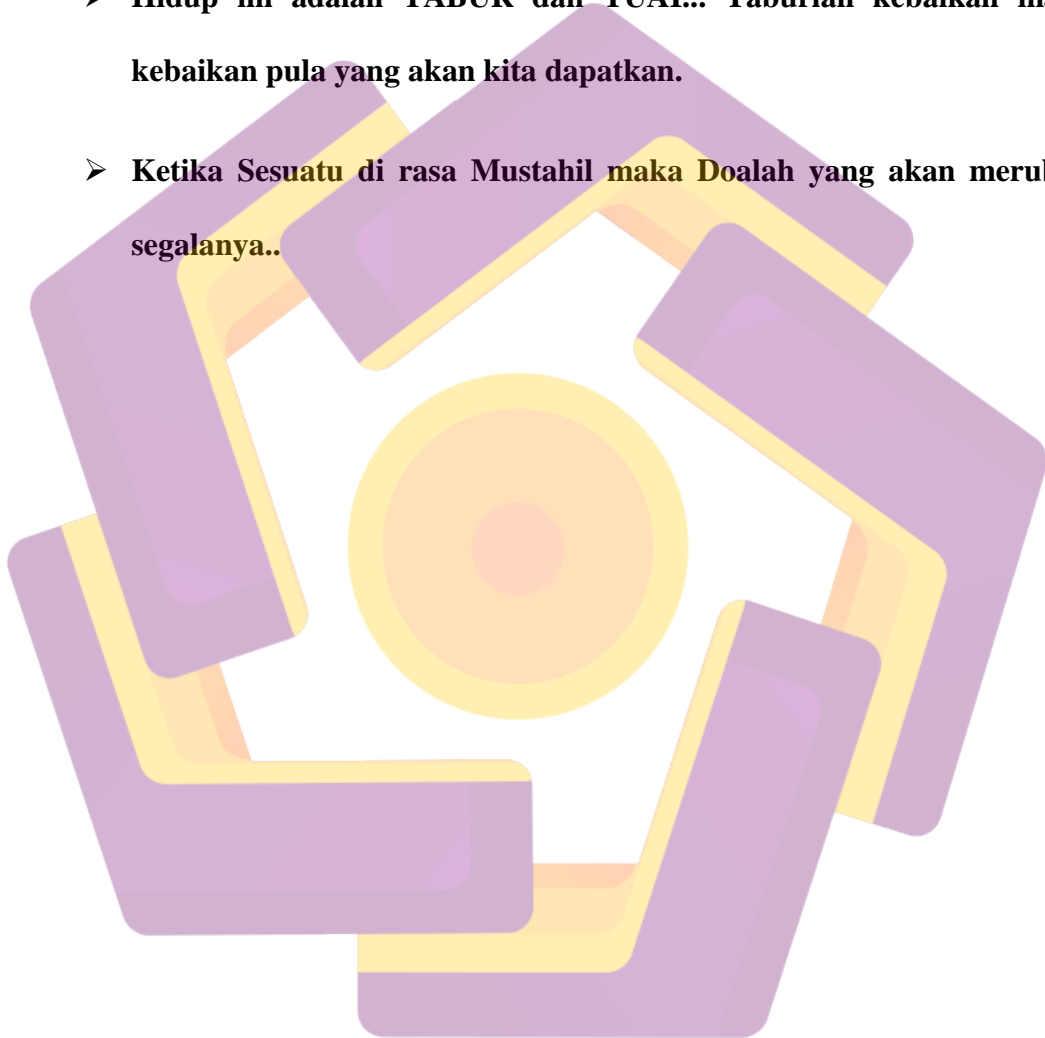 ➢ Hidup ini adalah TABUR dan TUAI... Taburlah kebaikan
kebaikan pula yang akan kita dapatkan.
➢ Ketika Sesuatu di rasa Mustahil maka Doalah yang akan
segalanya..